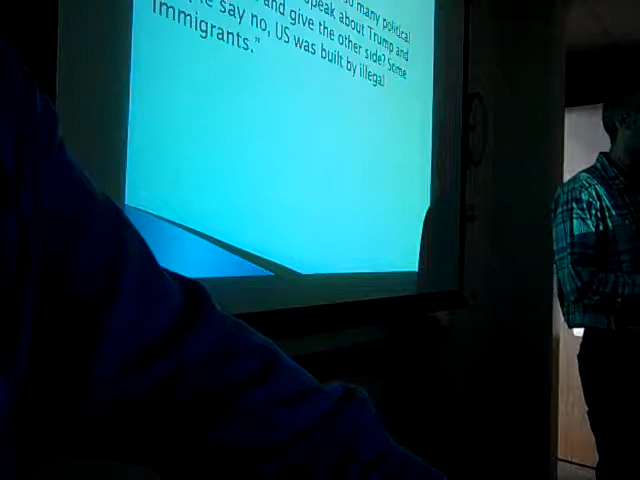 many political
speak about Trump and
and give the other side? Some
say no, US was built by illegal
immigrants."